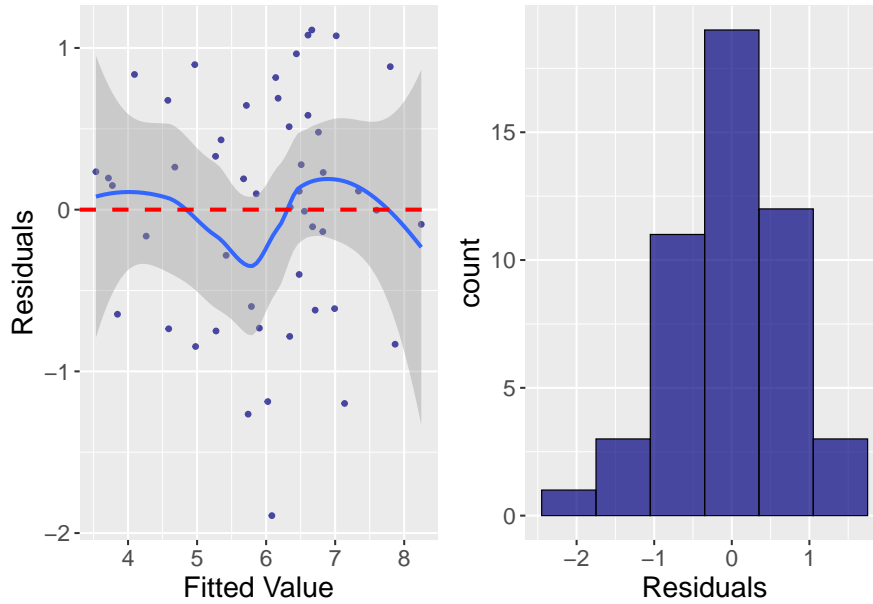 Residuals
1
0
−1
−2
4 5 6 7 8
Fitted Value
count
15
10
5
0
−2 −1 0 1
Residuals